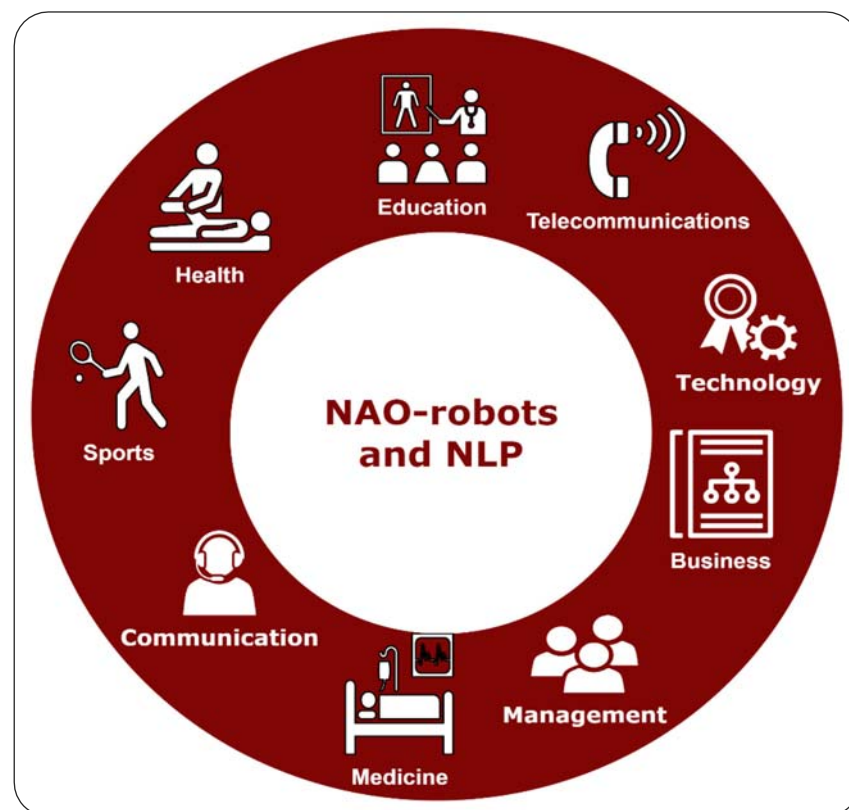 Education
Telecommunications
Health
Technology
Sports
NAO-robots
and NLP
Business
Communication
Management
Medicine